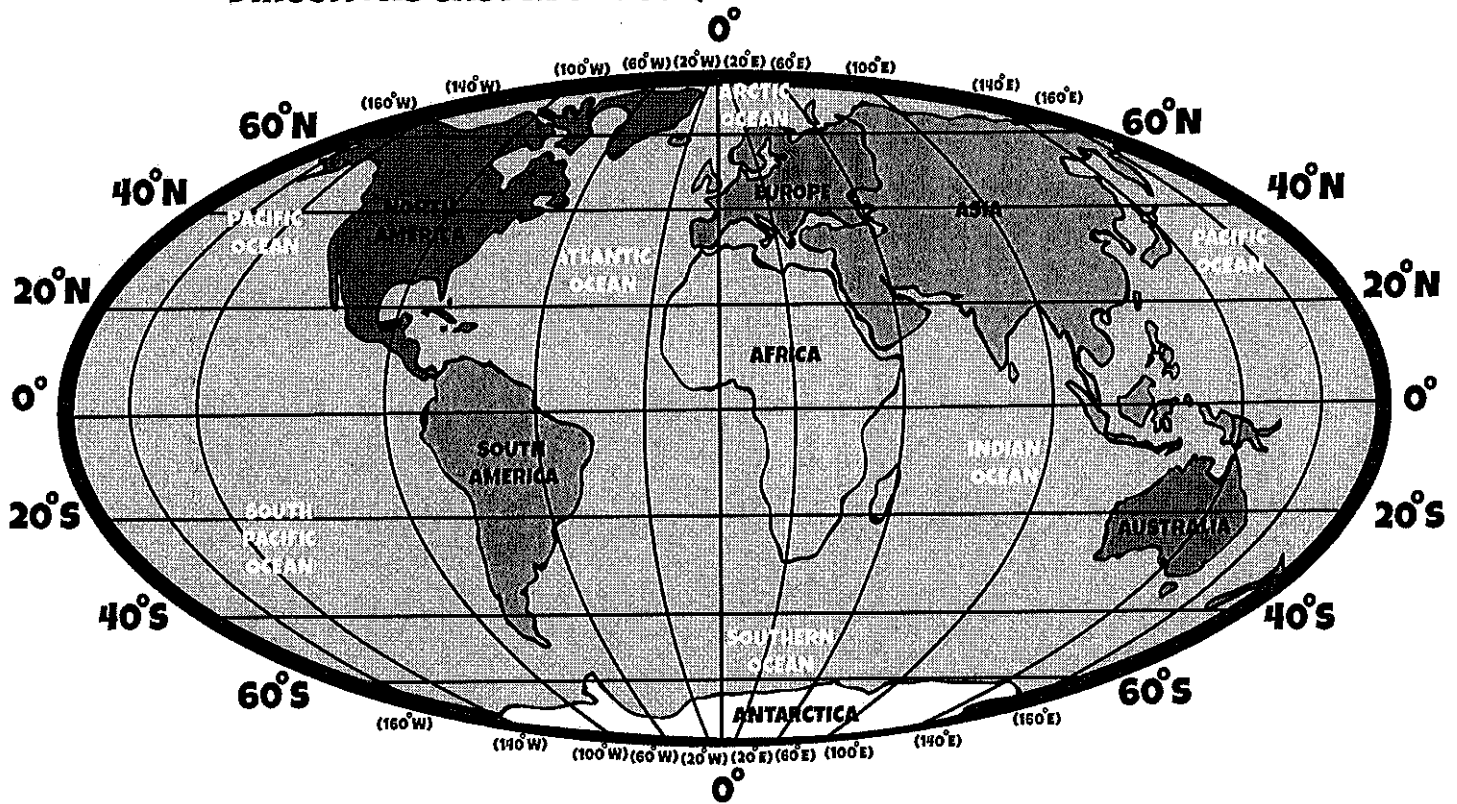 0°
(160°W) (140°W) (100°W) (60°W) (20°W) (20°E) (60°E) (100°E) (140°E) (160°E)
ARCTIC
OCEAN
60°N 60°N
40°N 40°N
EUROPE
ASIA
NORTH
AMERICA
PACIFIC
OCEAN
ATLANTIC
OCEAN
PACIFIC
OCEAN
20°N 20°N
AFRICA
0° 0°
SOUTH
AMERICA
INDIAN
OCEAN
20°S 20°S
SOUTH
PACIFIC
OCEAN
AUSTRALIA
40°S 40°S
SOUTHERN
OCEAN
60°S 60°S
ANTARCTICA
(160°W) (140°W) (100°W) (60°W) (20°W) (20°E) (60°E) (100°E) (140°E) (160°E)
0°